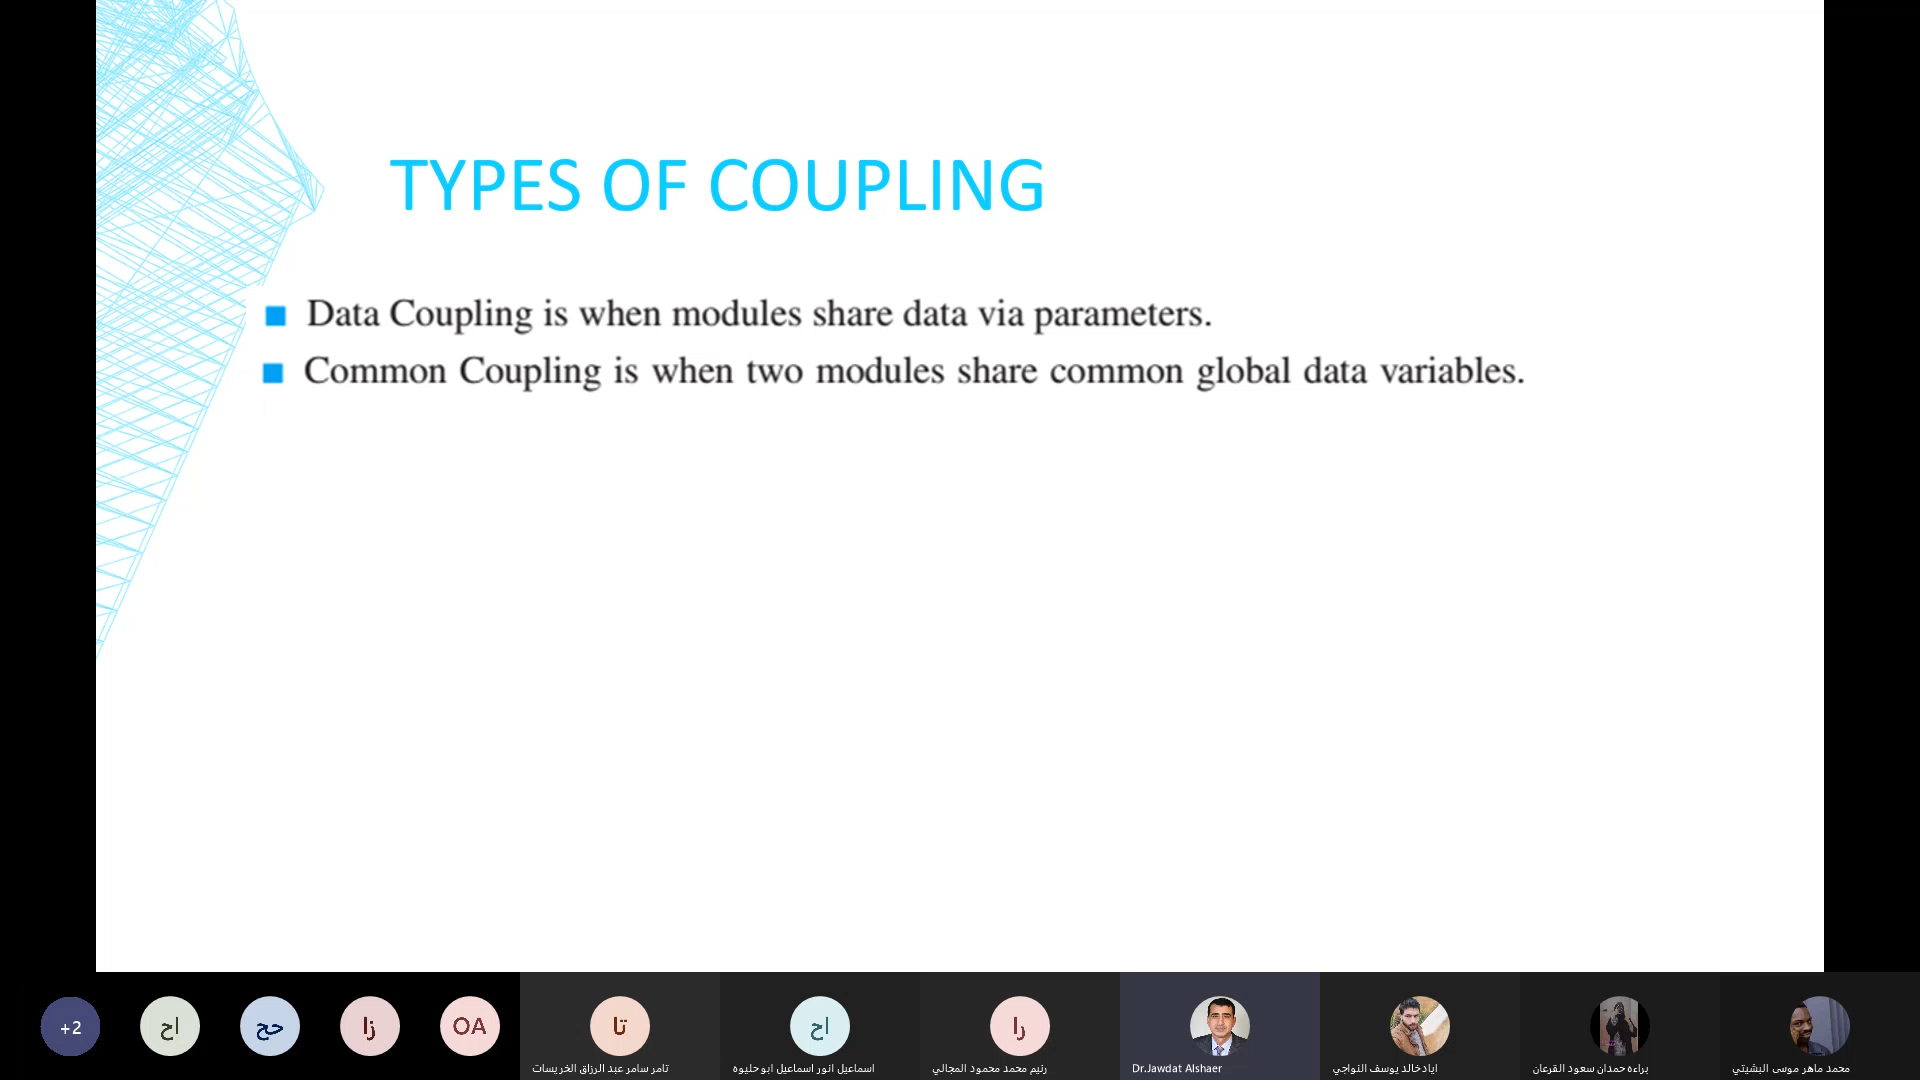 TYPES OF COUPLING
Data Coupling is when modules share data via parameters.
Common Coupling is when two modules share common global data variables.
+2
اح
حح
زا
OA
تا
اح
را
تامر سامر عبد الرزاق الخريسات
اسماعيل انور اسماعيل ابوحليوه
رنيم محمد محمود المجالي
Dr.Jawdat Alshaer
اياد خالد يوسف النواجي
براءه حمدان سعود القرعان
محمد ماهر موسى البشيتي